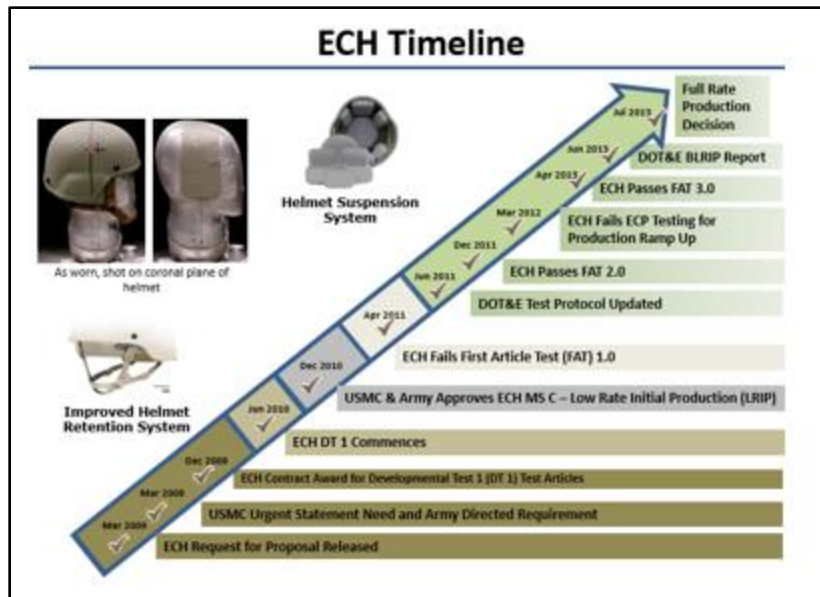 ECH Timeline
Full Rate
Production
Decision
Jul 2013
Jun 2013
DOT&E BLRIP Report
Apr 2013
ECH Passes FAT 3.0
Helmet Suspension
System
Mar 2012
ECH Fails ECP Testing for
Production Ramp Up
As worn, shot on coronal plane of
helmet
Dec 2011
ECH Passes FAT 2.0
Jun 2011
DOT&E Test Protocol Updated
Apr 2011
ECH Fails First Article Test (FAT) 1.0
Dec 2010
USMC & Army Approves ECH MS C – Low Rate Initial Production (LRIP)
Improved Helmet
Retention System
Jun 2010
ECH DT 1 Commences
Dec 2009
ECH Contract Award for Developmental Test 1 (DT 1) Test Articles
Mar 2009
USMC Urgent Statement Need and Army Directed Requirement
Mar 2009
ECH Request for Proposal Released